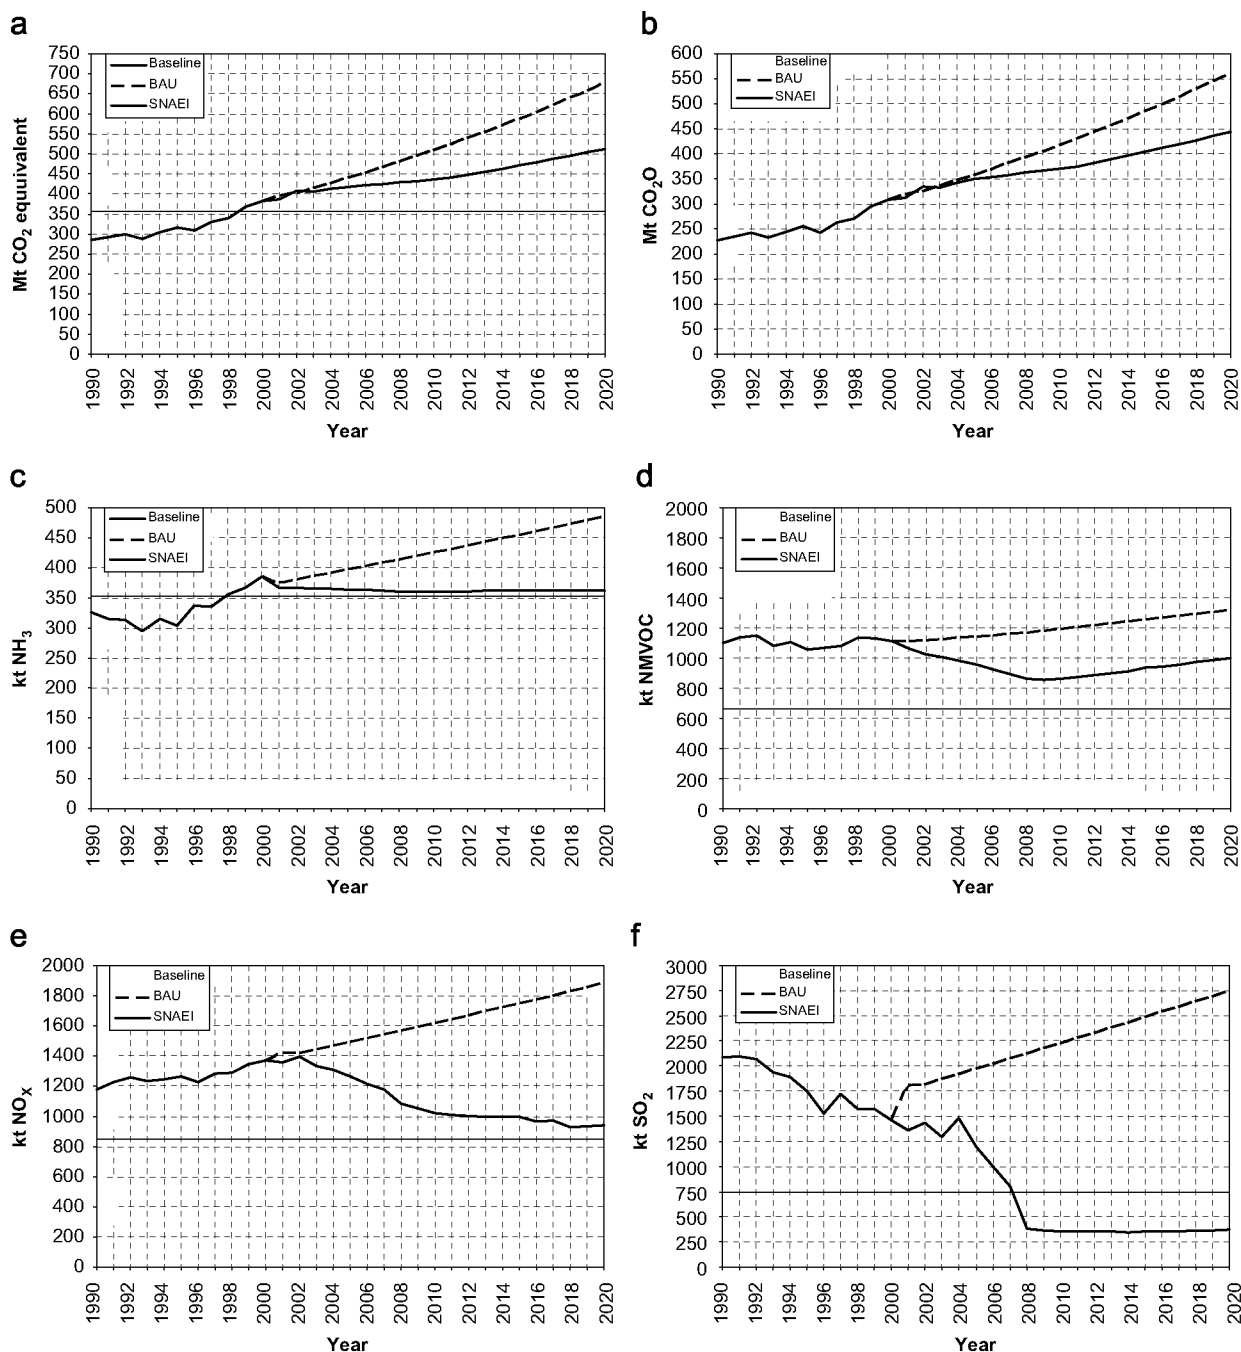 a
750
700
650
600
550
500
450
400
350
300
250
200
150
100
50
0
Mt CO2 equuivalent
Baseline
BAU
SNAEI
1990 1992 1994 1996 1998 2000 2002 2004 2006 2008 2010 2012 2014 2016 2018 2020
Year
b
600
550
500
450
400
350
300
250
200
150
100
50
0
Mt CO2O
Baseline
BAU
SNAEI
1990 1992 1994 1996 1998 2000 2002 2004 2006 2008 2010 2012 2014 2016 2018 2020
Year
c
500
450
400
350
300
250
200
150
100
50
0
kt NH3
Baseline
BAU
SNAEI
1990 1992 1994 1996 1998 2000 2002 2004 2006 2008 2010 2012 2014 2016 2018 2020
Year
d
2000
1800
1600
1400
1200
1000
800
600
400
200
0
kt NMVOC
Baseline
BAU
SNAEI
1990 1992 1994 1996 1998 2000 2002 2004 2006 2008 2010 2012 2014 2016 2018 2020
Year
e
2000
1800
1600
1400
1200
1000
800
600
400
200
0
kt NOX
Baseline
BAU
SNAEI
1990 1992 1994 1996 1998 2000 2002 2004 2006 2008 2010 2012 2014 2016 2018 2020
Year
f
3000
2750
2500
2250
2000
1750
1500
1250
1000
750
500
250
0
kt SO2
Baseline
BAU
SNAEI
1990 1992 1994 1996 1998 2000 2002 2004 2006 2008 2010 2012 2014 2016 2018 2020
Year